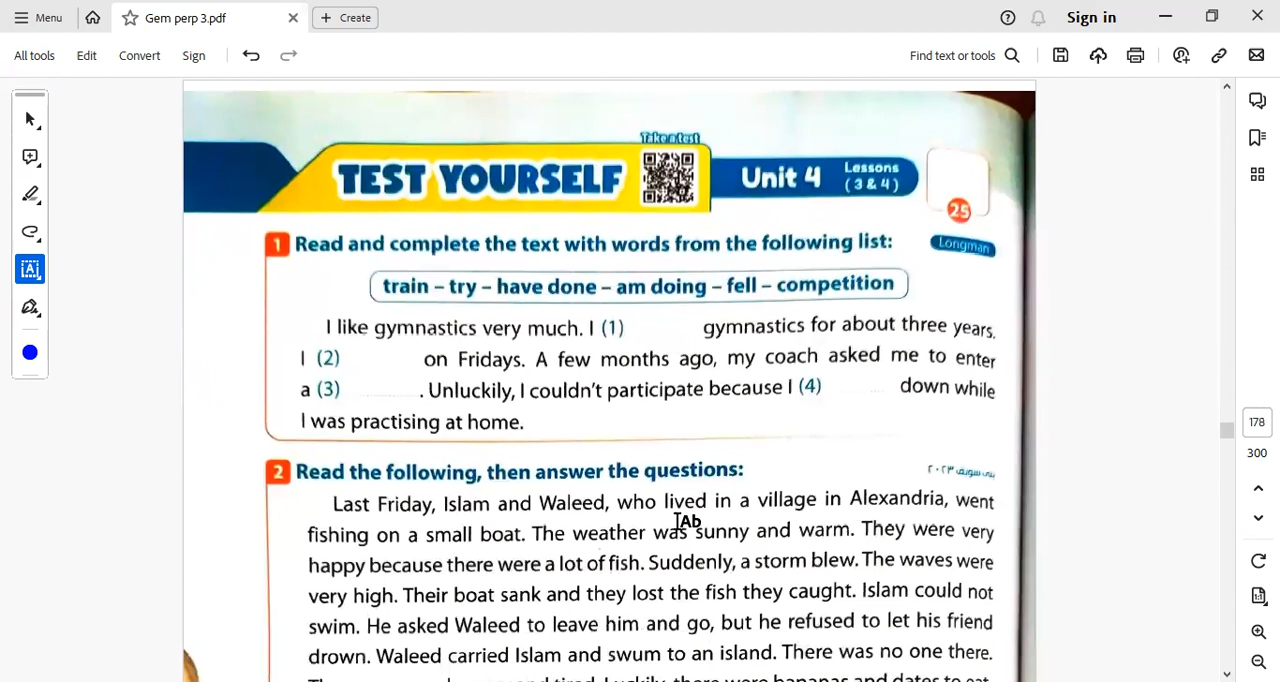 Menu
Gem perp 3.pdf
Create
Sign in
All tools
Edit
Convert
Sign
Find text or tools
Take a test
TEST YOURSELF
Unit 4
Lessons
(3 & 4)
25
1 Read and complete the text with words from the following list:
Longman
train – try – have done – am doing – fell – competition
I like gymnastics very much. I (1) gymnastics for about three years.
I (2) on Fridays. A few months ago, my coach asked me to enter
a (3) . Unluckily, I couldn't participate because I (4) down while
I was practising at home.
2 Read the following, then answer the questions:
بنى سويف ٢٠٢٣
Last Friday, Islam and Waleed, who lived in a village in Alexandria, went
fishing on a small boat. The weather was sunny and warm. They were very
happy because there were a lot of fish. Suddenly, a storm blew. The waves were
very high. Their boat sank and they lost the fish they caught. Islam could not
swim. He asked Waleed to leave him and go, but he refused to let his friend
drown. Waleed carried Islam and swum to an island. There was no one there.
Ab
178
300